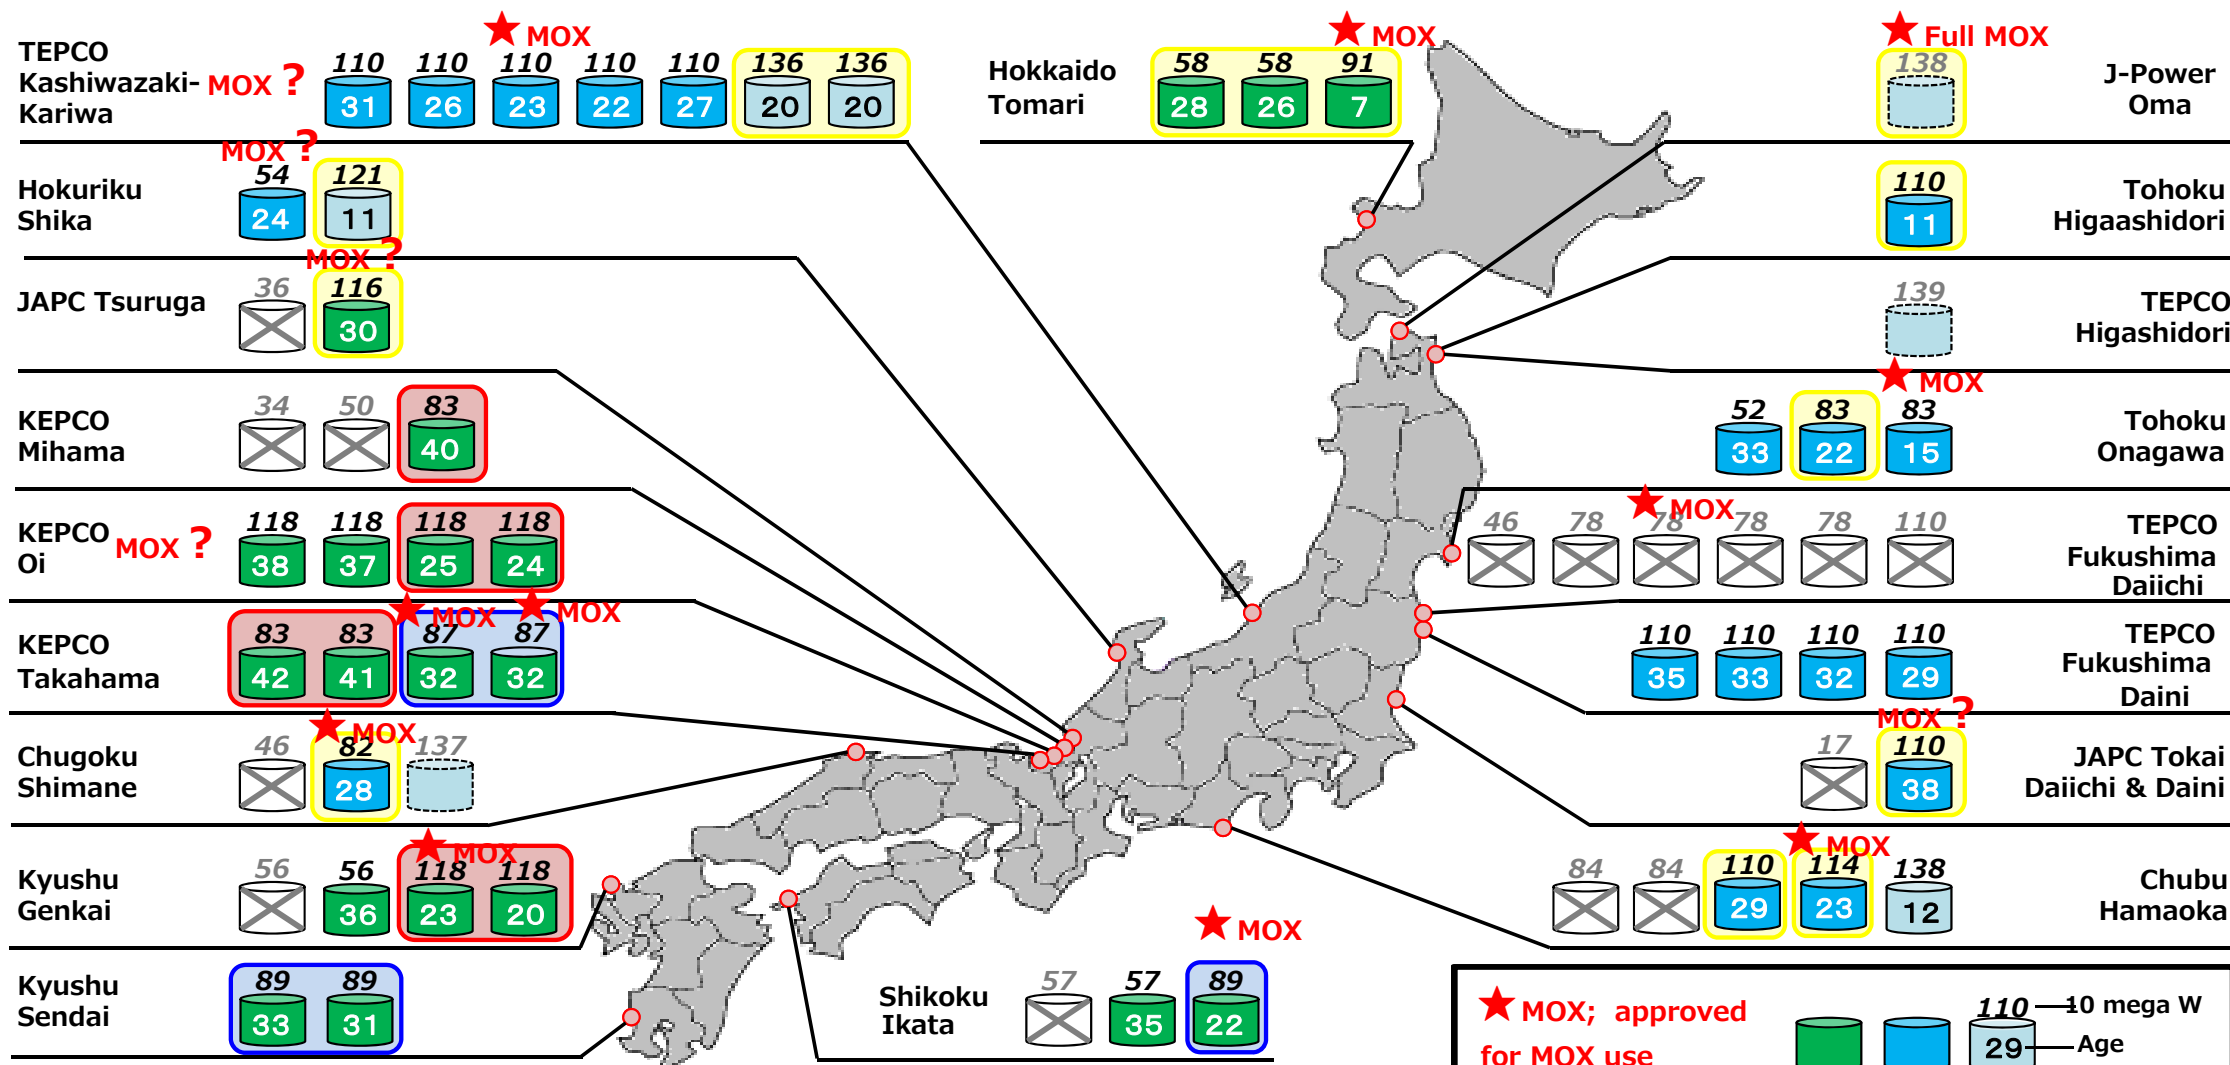 TEPCO
Kashiwazaki-
Kariwa
MOX ?
★ MOX
110 110 110 110 110 136 136
31 26 23 22 27 20 20
Hokuriku
Shika
MOX ?
54 121
24 11
JAPC Tsuruga
MOX ?
36 116
30
KEPCO
Mihama
34 50 83
40
KEPCO
Oi
MOX ?
118 118 118 118
38 37 25 24
KEPCO
Takahama
★ MOX ★ MOX
83 83 87 87
42 41 32 32
Chugoku
Shimane
★ MOX
46 82 137
28
Kyushu
Genkai
★ MOX
56 56 118 118
36 23 20
Kyushu
Sendai
89 89
33 31
Hokkaido
Tomari
★ MOX
58 58 91
28 26 7
★ Full MOX
138
J-Power
Oma
110
11
Tohoku
Higaashidori
139
TEPCO
Higashidori
★ MOX
52 83 83
33 22 15
Tohoku
Onagawa
★ MOX
46 78 78 78 78 110
TEPCO
Fukushima
Daiichi
110 110 110 110
35 33 32 29
TEPCO
Fukushima
Daini
MOX ?
17 110
38
JAPC Tokai
Daiichi & Daini
★ MOX
84 84 110 114 138
29 23 12
Chubu
Hamaoka
Shikoku
Ikata
★ MOX
57 57 89
35 22
★ MOX; approved
for MOX use
110 10 mega W
29 Age